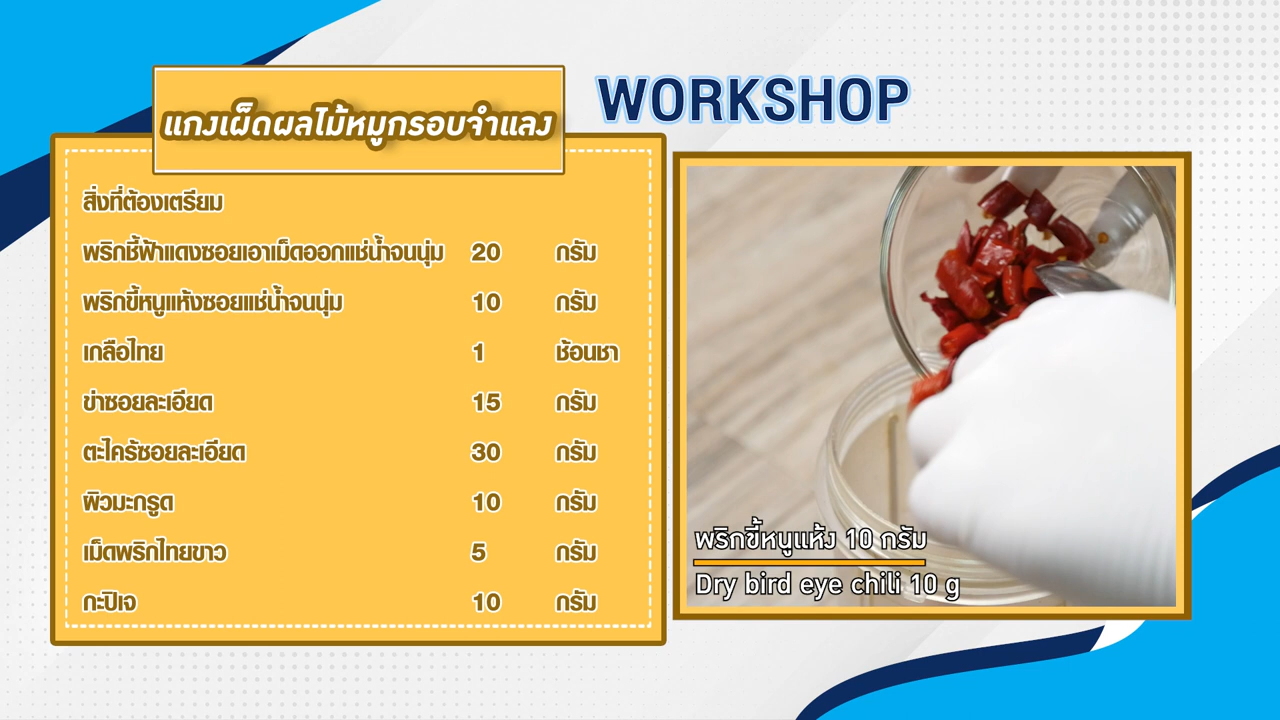 แกงเผ็ดผลไม้หมูกรอบจำแลง
WORKSHOP
สิ่งที่ต้องเตรียม
พริกชี้ฟ้าแดงซอยเอาเม็ดออกแช่น้ำจนนุ่ม 20 กรัม
พริกขี้หนูแห้งซอยแช่น้ำจนนุ่ม 10 กรัม
เกลือไทย 1 ช้อนชา
ข่าซอยละเอียด 15 กรัม
ตะไคร้ซอยละเอียด 30 กรัม
ผิวมะกรูด 10 กรัม
เม็ดพริกไทยขาว 5 กรัม
กะปิเจ 10 กรัม
พริกขี้หนูแห้ง 10 กรัม
Dry bird eye chili 10 g